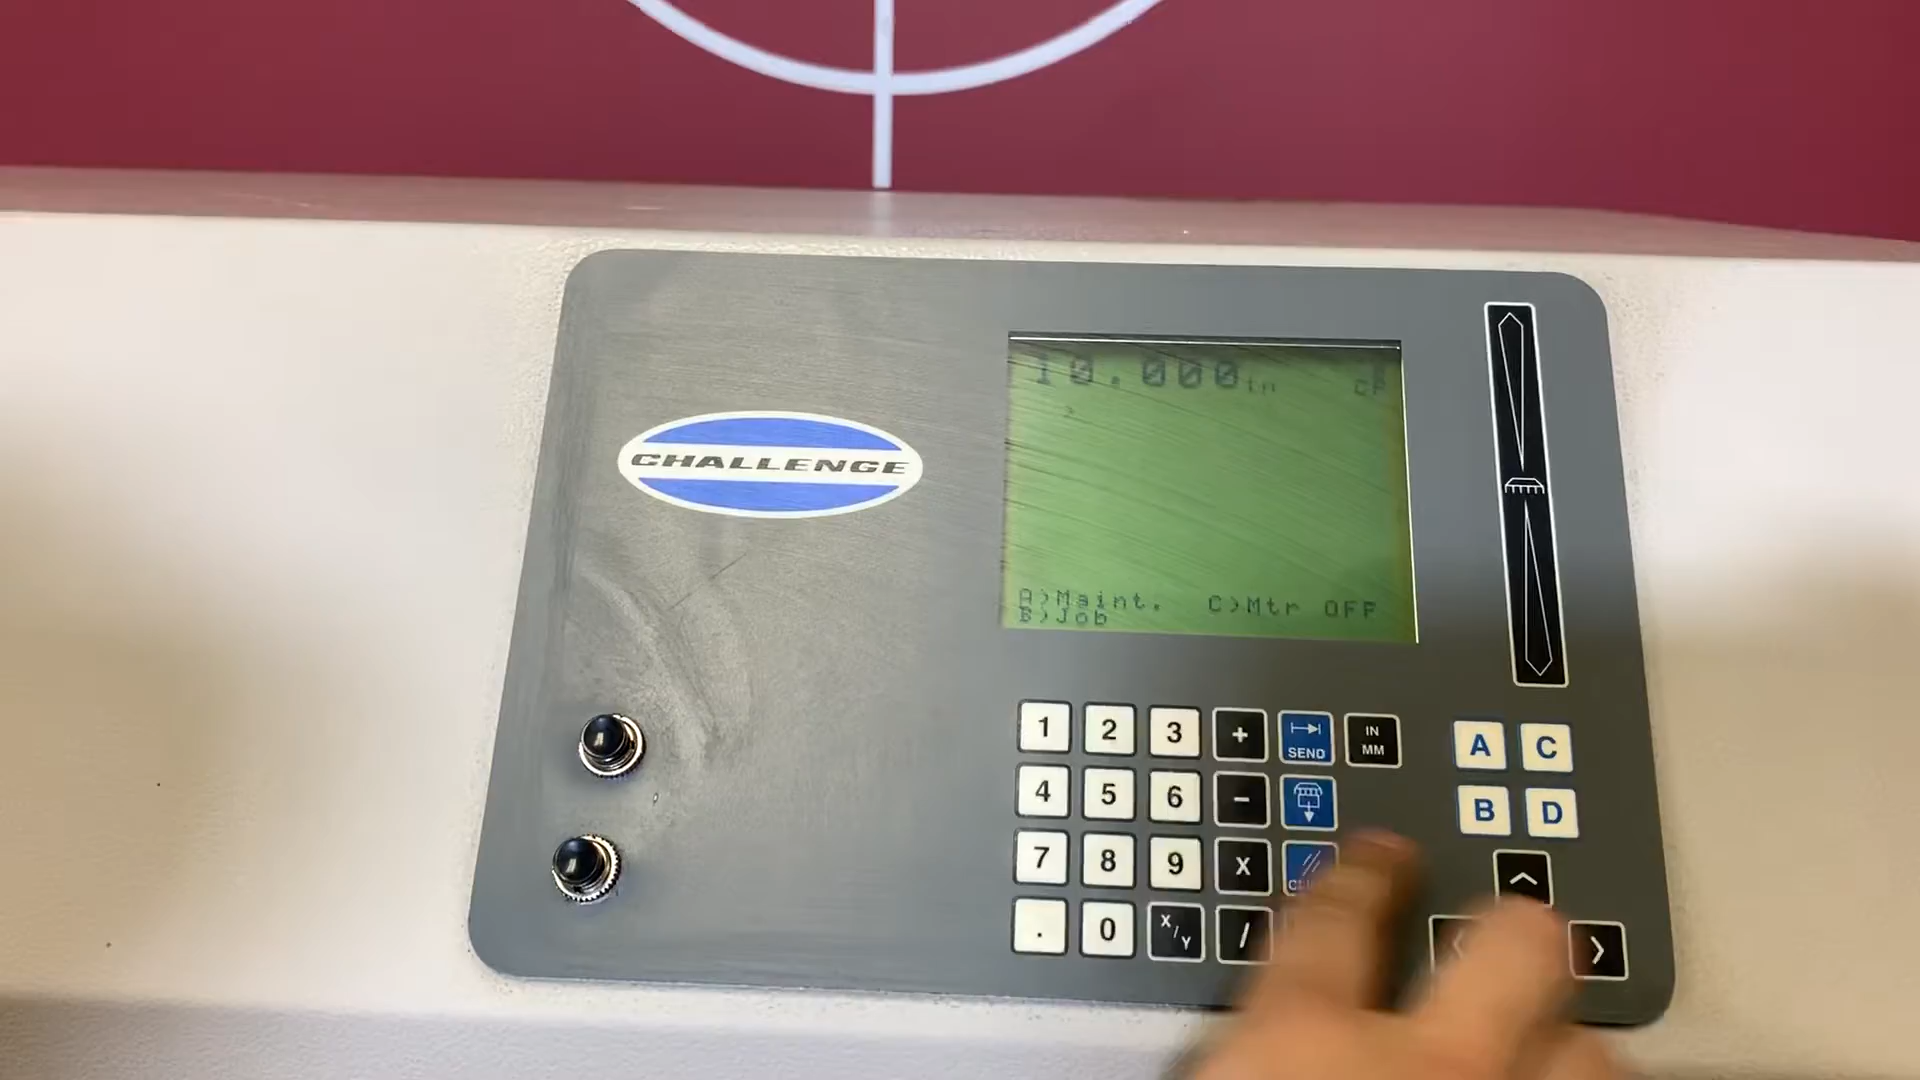 10.000in CP
CHALLENGE
A)Maint. C)Mtr OFF
B)Job
1 2 3 + SEND IN MM
4 5 6 -
7 8 9 X
. 0 X/Y /
A C
B D